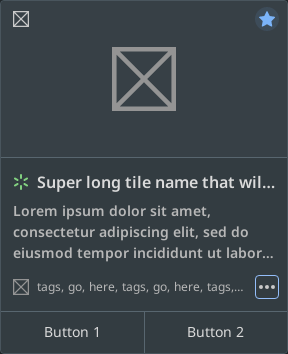 Super long tile name that wil...
Lorem ipsum dolor sit amet,
consectetur adipiscing elit, sed do
eiusmod tempor incididunt ut labor...
tags, go, here, tags, go, here, tags,...
Button 1
Button 2